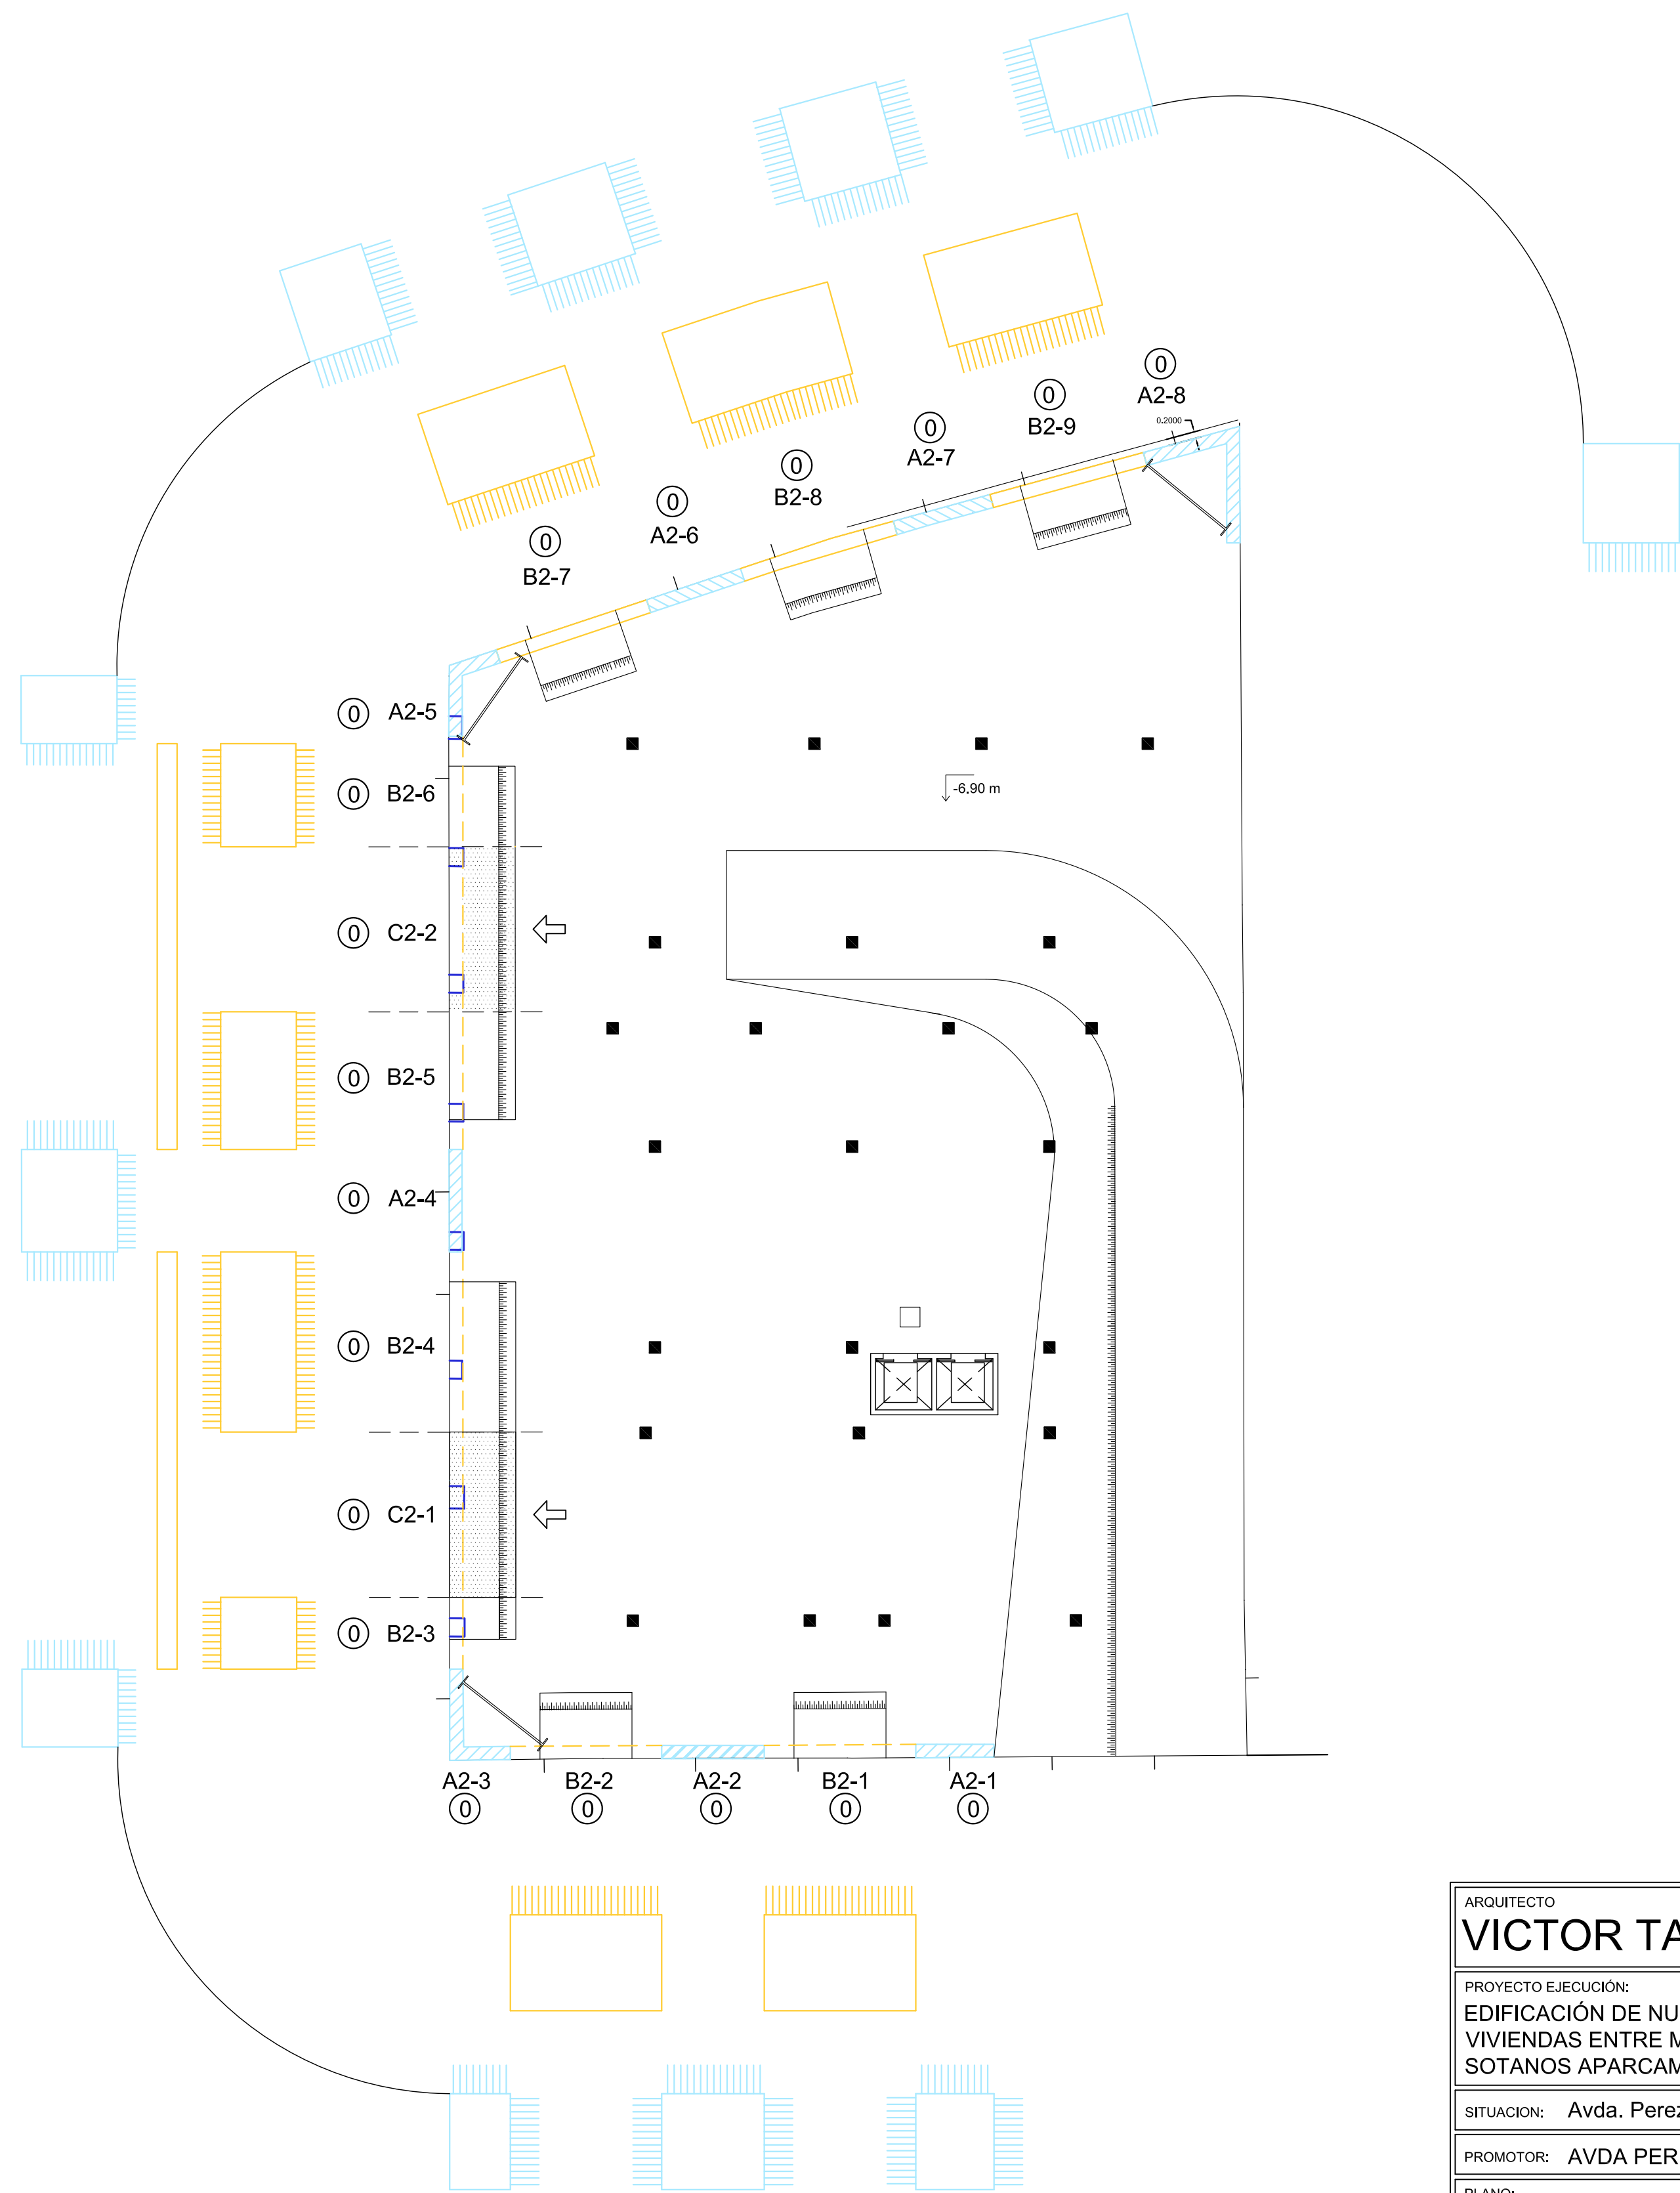 0
A2-8
0.2000
0
B2-9
0
A2-7
0
B2-8
0
A2-6
0
B2-7
0 A2-5
0 B2-6
-6.90 m
0 C2-2
0 B2-5
0 A2-4
0 B2-4
0 C2-1
0 B2-3
A2-3 B2-2 A2-2 B2-1 A2-1
0 0 0 0 0
ARQUITECTO
VICTOR TA
PROYECTO EJECUCIÓN:
EDIFICACIÓN DE NU
VIVIENDAS ENTRE M
SOTANOS APARCAM
SITUACION: Avda. Perez
PROMOTOR: AVDA PER
PLANO: